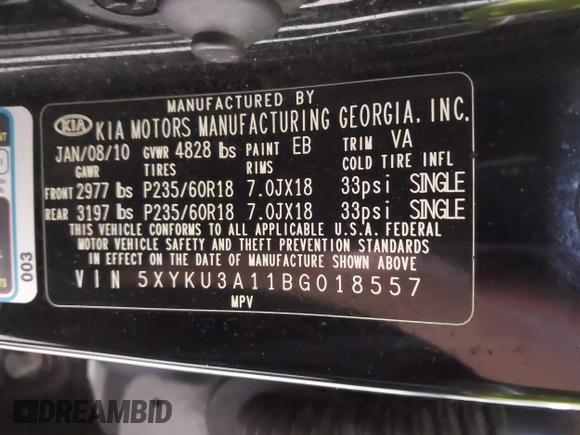 MANUFACTURED BY
KIA KIA MOTORS MANUFACTURING GEORGIA, INC.
JAN/08/10 GVWR 4828 lbs PAINT EB TRIM VA
GAWR TIRES RIMS COLD TIRE INFL
FRONT 2977 lbs P235/60R18 7.0JX18 33psi SINGLE
REAR 3197 lbs P235/60R18 7.0JX18 33psi SINGLE
THIS VEHICLE CONFORMS TO ALL APPLICABLE U.S.A. FEDERAL
MOTOR VEHICLE SAFETY AND THEFT PREVENTION STANDARDS
IN EFFECT ON THE DATE OF MANUFACTURE SHOWN ABOVE
VIN 5XYKU3A11BG018557
MPV
003
DREAMBID